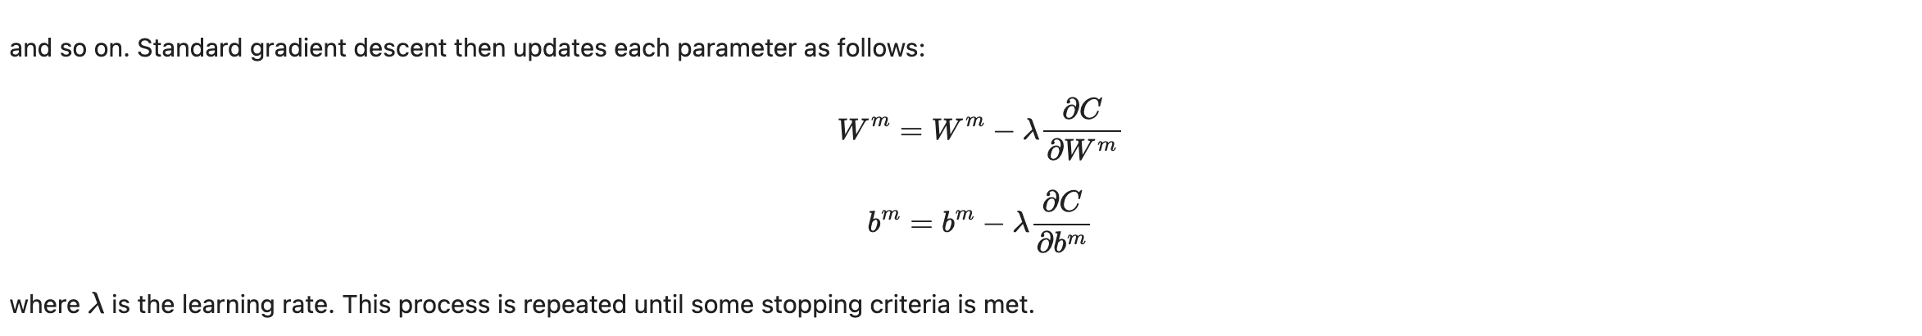 and so on. Standard gradient descent then updates each parameter as follows:
W^m = W^m − λ ∂C/∂W^m
b^m = b^m − λ ∂C/∂b^m
where λ is the learning rate. This process is repeated until some stopping criteria is met.